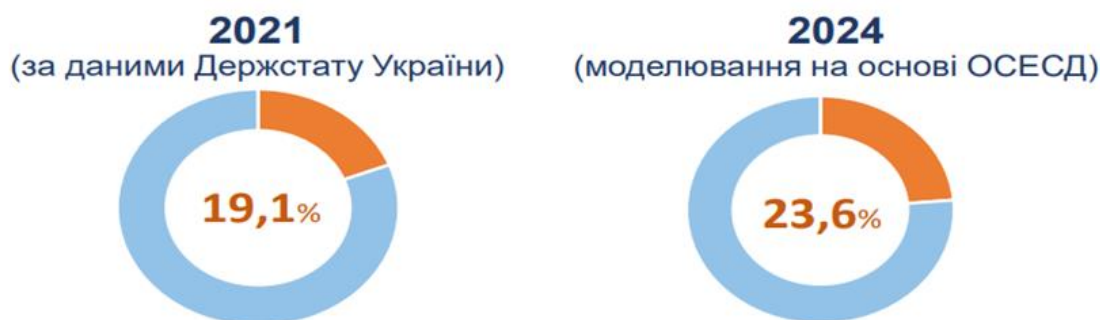 2021
(за даними Держстату України)
19,1%
2024
(моделювання на основі ОСЕСД)
23,6%